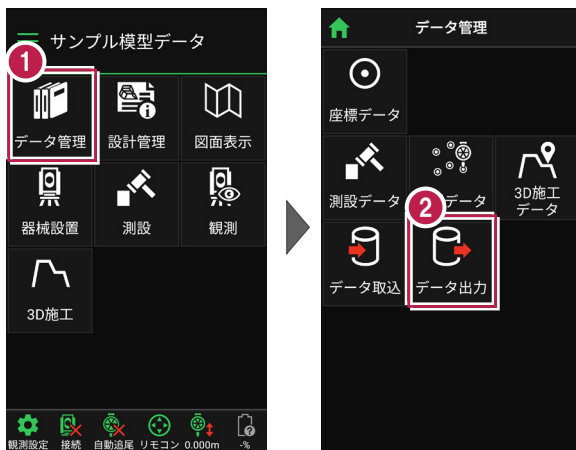 サンプル模型データ
1
データ管理
設計管理
図面表示
器械設置
測設
観測
3D施工
観測設定
接続
自動追尾
リモコン
0.000m
-%
データ管理
座標データ
測設データ
データ
3D施工
データ
2
データ取込
データ出力